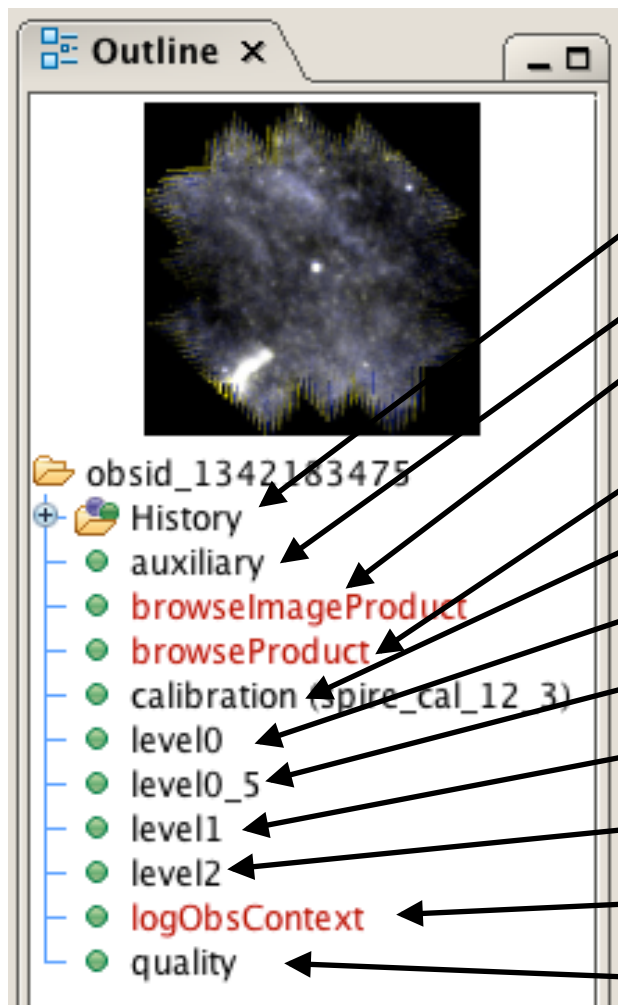 Outline
obsid_1342183475
History
auxiliary
browseImageProduct
browseProduct
calibration (spire_cal_12_3)
level0
level0_5
level1
level2
logObsContext
quality